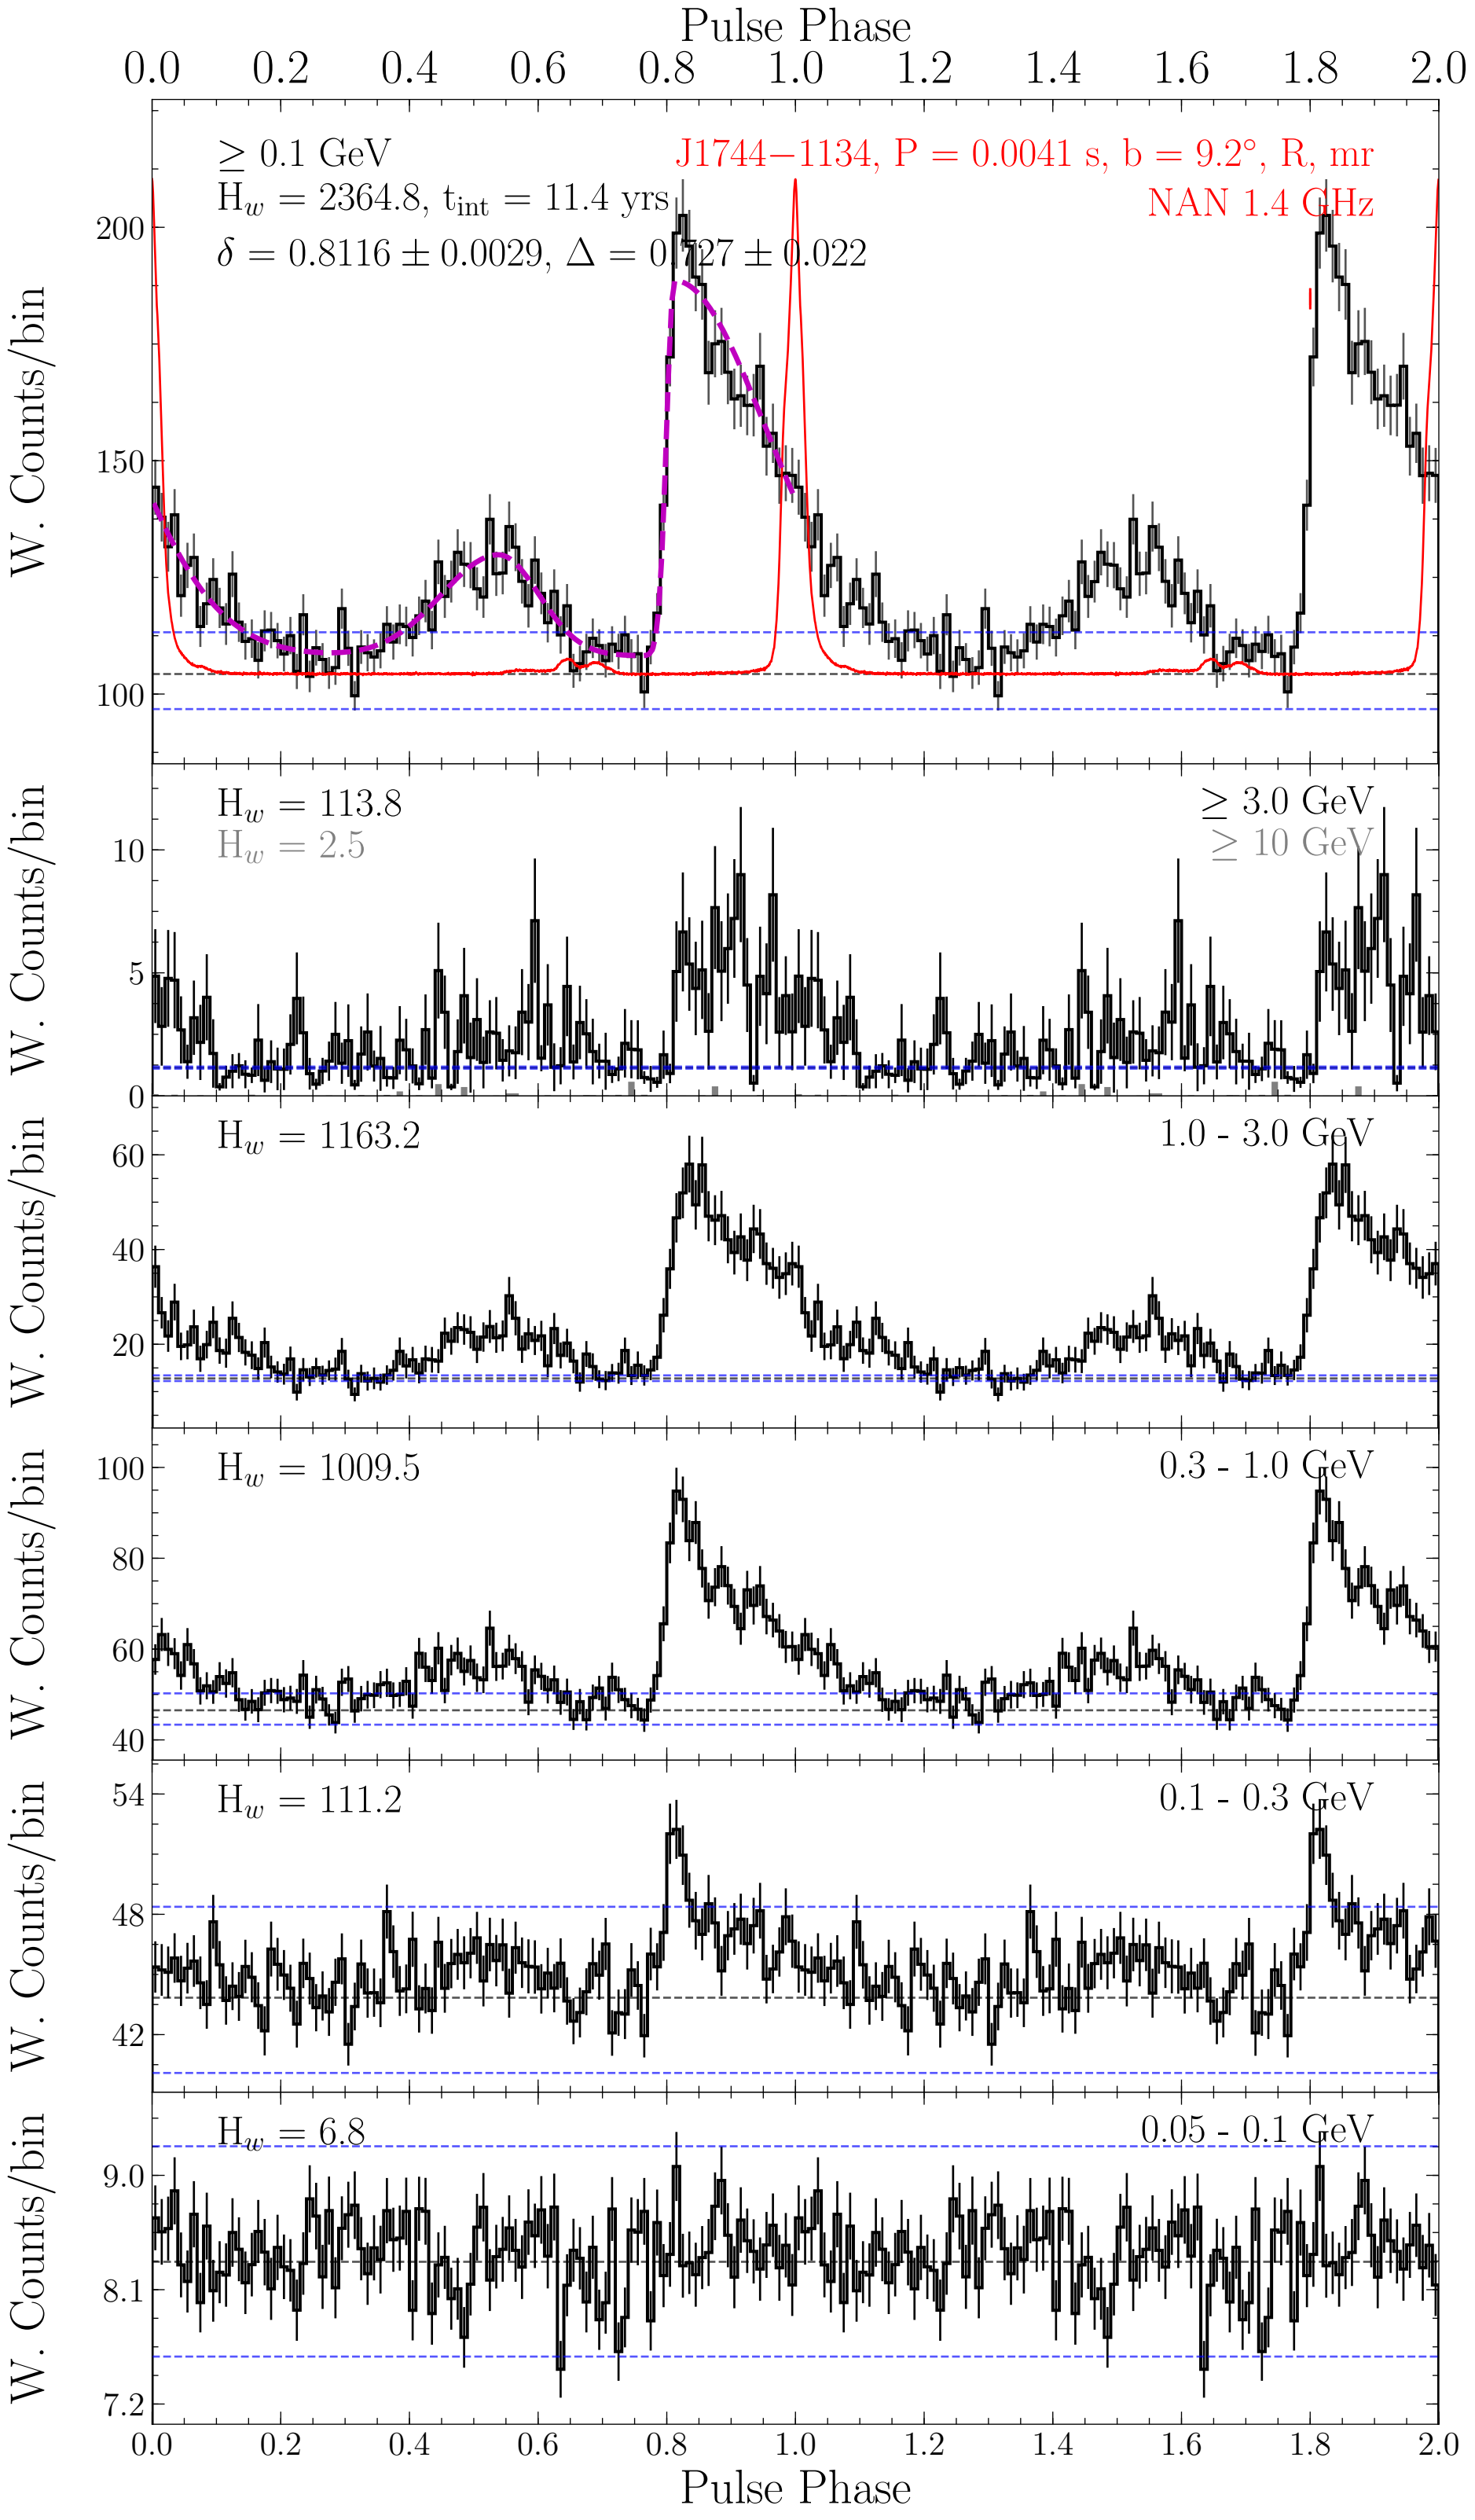 Pulse Phase
0.0 0.2 0.4 0.6 0.8 1.0 1.2 1.4 1.6 1.8 2.0
≥ 0.1 GeV
J1744−1134, P = 0.0041 s, b = 9.2°, R, mr
H_w = 2364.8, t_int = 11.4 yrs
NAN 1.4 GHz
δ = 0.8116 ± 0.0029, Δ = 0.727 ± 0.022
W. Counts/bin
200
150
100
H_w = 113.8
≥ 3.0 GeV
H_w = 2.5
≥ 10 GeV
W. Counts/bin
10
5
0
H_w = 1163.2
1.0 - 3.0 GeV
W. Counts/bin
60
40
20
H_w = 1009.5
0.3 - 1.0 GeV
W. Counts/bin
100
80
60
40
H_w = 111.2
0.1 - 0.3 GeV
W. Counts/bin
54
48
42
H_w = 6.8
0.05 - 0.1 GeV
W. Counts/bin
9.0
8.1
7.2
0.0 0.2 0.4 0.6 0.8 1.0 1.2 1.4 1.6 1.8 2.0
Pulse Phase